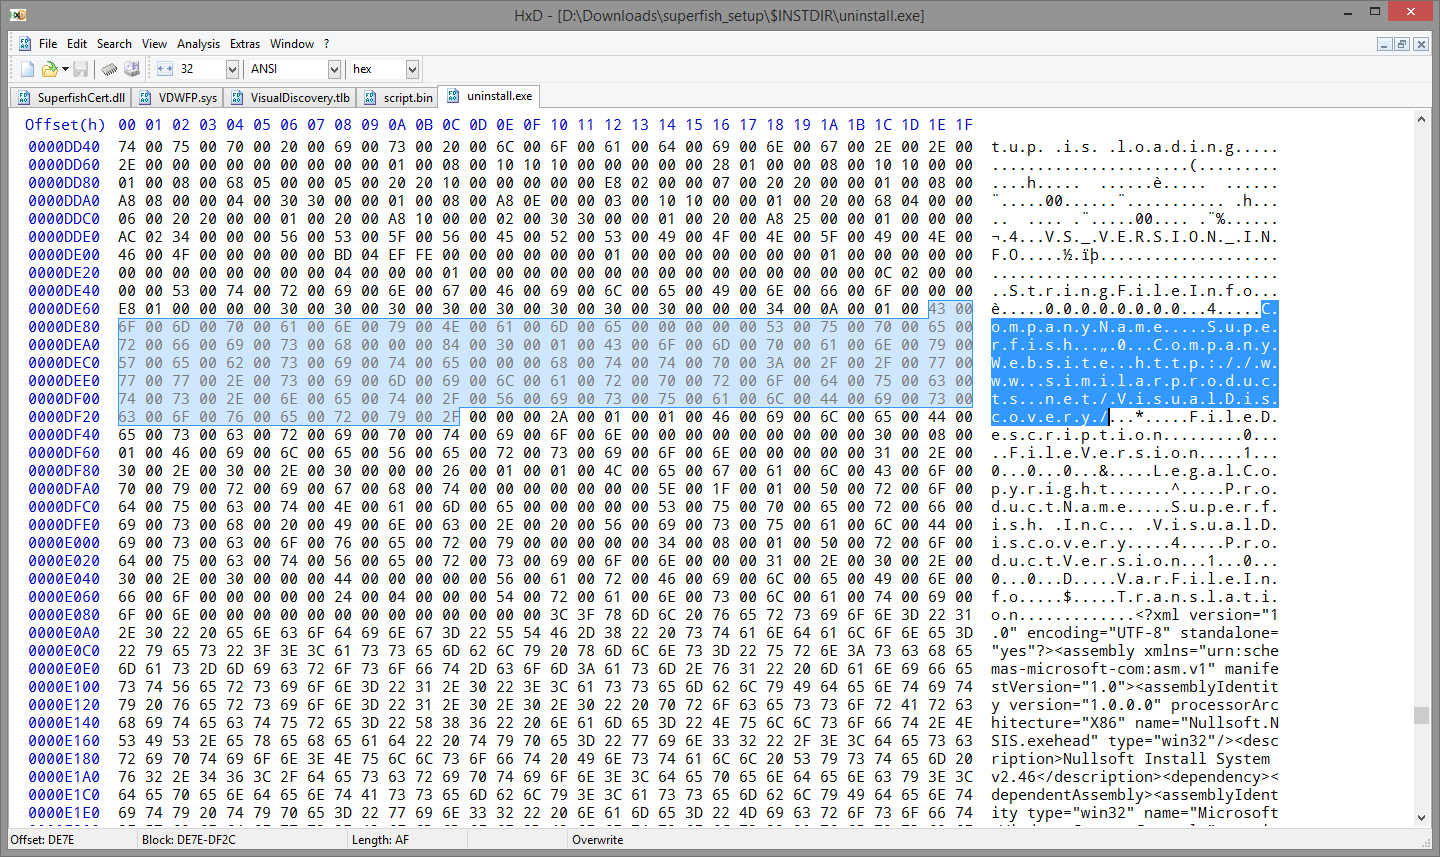 HxD - [D:\Downloads\superfish_setup\$INSTDIR\uninstall.exe]
File Edit Search View Analysis Extras Window ?
32 ANSI hex
SuperfishCert.dll VDWFP.sys VisualDiscovery.tlb script.bin uninstall.exe
Offset(h) 00 01 02 03 04 05 06 07 08 09 0A 0B 0C 0D 0E 0F 10 11 12 13 14 15 16 17 18 19 1A 1B 1C 1D 1E 1F
0000DD40 74 00 75 00 70 00 20 00 69 00 73 00 20 00 6C 00 6F 00 61 00 64 00 69 00 6E 00 67 00 2E 00 2E 00 t.u.p. .i.s. .l.o.a.d.i.n.g.....
0000DD60 2E 00 00 00 00 00 00 00 00 00 01 00 08 00 10 10 10 00 00 00 00 00 28 01 00 00 08 00 10 10 00 00 ......................(.........
0000DD80 01 00 08 00 68 05 00 00 05 00 20 20 10 00 00 00 00 00 E8 02 00 00 07 00 20 20 00 00 01 00 08 00 ....h.....  ......è.....  ......
0000DDA0 A8 08 00 00 04 00 30 30 00 00 01 00 08 00 A8 0E 00 00 03 00 10 10 00 00 01 00 20 00 68 04 00 00 ¨.....00......¨........... .h...
0000DDC0 06 00 20 20 00 00 01 00 20 00 A8 10 00 00 02 00 30 30 00 00 01 00 20 00 A8 25 00 00 01 00 00 00 ..  .... .¨.....00.... .¨%......
0000DDE0 AC 02 34 00 00 00 56 00 53 00 5F 00 56 00 45 00 52 00 53 00 49 00 4F 00 4E 00 5F 00 49 00 4E 00 ¬.4...V.S._.V.E.R.S.I.O.N._.I.N.
0000DE00 46 00 4F 00 00 00 00 00 BD 04 EF FE 00 00 00 00 00 00 01 00 00 00 00 00 00 00 01 00 00 00 00 00 F.O.....½.ïþ....................
0000DE20 00 00 00 00 00 00 00 00 04 00 00 00 01 00 00 00 00 00 00 00 00 00 00 00 00 00 00 00 0C 02 00 00 ................................
0000DE40 00 00 53 00 74 00 72 00 69 00 6E 00 67 00 46 00 69 00 6C 00 65 00 49 00 6E 00 66 00 6F 00 00 00 ..S.t.r.i.n.g.F.i.l.e.I.n.f.o...
0000DE60 E8 01 00 00 00 00 30 00 30 00 30 00 30 00 30 00 30 00 30 00 30 00 00 00 34 00 0A 00 01 00 43 00 è.....0.0.0.0.0.0.0.0...4.....C.
0000DE80 6F 00 6D 00 70 00 61 00 6E 00 79 00 4E 00 61 00 6D 00 65 00 00 00 00 00 53 00 75 00 70 00 65 00 o.m.p.a.n.y.N.a.m.e.....S.u.p.e.
0000DEA0 72 00 66 00 69 00 73 00 68 00 00 00 84 00 30 00 01 00 43 00 6F 00 6D 00 70 00 61 00 6E 00 79 00 r.f.i.s.h...„.0...C.o.m.p.a.n.y.
0000DEC0 57 00 65 00 62 00 73 00 69 00 74 00 65 00 00 00 68 00 74 00 74 00 70 00 3A 00 2F 00 2F 00 77 00 W.e.b.s.i.t.e...h.t.t.p.:././.w.
0000DEE0 77 00 77 00 2E 00 73 00 69 00 6D 00 69 00 6C 00 61 00 72 00 70 00 72 00 6F 00 64 00 75 00 63 00 w.w...s.i.m.i.l.a.r.p.r.o.d.u.c.
0000DF00 74 00 73 00 2E 00 6E 00 65 00 74 00 2F 00 56 00 69 00 73 00 75 00 61 00 6C 00 44 00 69 00 73 00 t.s...n.e.t./.V.i.s.u.a.l.D.i.s.
0000DF20 63 00 6F 00 76 00 65 00 72 00 79 00 2F 00 00 00 2A 00 01 00 01 00 46 00 69 00 6C 00 65 00 44 00 c.o.v.e.r.y./...*.....F.i.l.e.D.
0000DF40 65 00 73 00 63 00 72 00 69 00 70 00 74 00 69 00 6F 00 6E 00 00 00 00 00 00 00 00 00 30 00 08 00 e.s.c.r.i.p.t.i.o.n.........0...
0000DF60 01 00 46 00 69 00 6C 00 65 00 56 00 65 00 72 00 73 00 69 00 6F 00 6E 00 00 00 00 00 31 00 2E 00 ..F.i.l.e.V.e.r.s.i.o.n.....1...
0000DF80 30 00 2E 00 30 00 2E 00 30 00 00 00 26 00 01 00 01 00 4C 00 65 00 67 00 61 00 6C 00 43 00 6F 00 0...0...0...&.....L.e.g.a.l.C.o.
0000DFA0 70 00 79 00 72 00 69 00 67 00 68 00 74 00 00 00 00 00 00 00 5E 00 1F 00 01 00 50 00 72 00 6F 00 p.y.r.i.g.h.t.......^.....P.r.o.
0000DFC0 64 00 75 00 63 00 74 00 4E 00 61 00 6D 00 65 00 00 00 00 00 53 00 75 00 70 00 65 00 72 00 66 00 d.u.c.t.N.a.m.e.....S.u.p.e.r.f.
0000DFE0 69 00 73 00 68 00 20 00 49 00 6E 00 63 00 2E 00 20 00 56 00 69 00 73 00 75 00 61 00 6C 00 44 00 i.s.h. .I.n.c... .V.i.s.u.a.l.D.
0000E000 69 00 73 00 63 00 6F 00 76 00 65 00 72 00 79 00 00 00 00 00 34 00 08 00 01 00 50 00 72 00 6F 00 i.s.c.o.v.e.r.y.....4.....P.r.o.
0000E020 64 00 75 00 63 00 74 00 56 00 65 00 72 00 73 00 69 00 6F 00 6E 00 00 00 31 00 2E 00 30 00 2E 00 d.u.c.t.V.e.r.s.i.o.n...1...0...
0000E040 30 00 2E 00 30 00 00 00 44 00 00 00 00 00 56 00 61 00 72 00 46 00 69 00 6C 00 65 00 49 00 6E 00 0...0...D.....V.a.r.F.i.l.e.I.n.
0000E060 66 00 6F 00 00 00 00 00 24 00 04 00 00 00 54 00 72 00 61 00 6E 00 73 00 6C 00 61 00 74 00 69 00 f.o.....$.....T.r.a.n.s.l.a.t.i.
0000E080 6F 00 6E 00 00 00 00 00 00 00 00 00 00 00 00 00 3C 3F 78 6D 6C 20 76 65 72 73 69 6F 6E 3D 22 31 o.n.............<?xml version="1
0000E0A0 2E 30 22 20 65 6E 63 6F 64 69 6E 67 3D 22 55 54 46 2D 38 22 20 73 74 61 6E 64 61 6C 6F 6E 65 3D .0" encoding="UTF-8" standalone=
0000E0C0 22 79 65 73 22 3F 3E 3C 61 73 73 65 6D 62 6C 79 20 78 6D 6C 6E 73 3D 22 75 72 6E 3A 73 63 68 65 "yes"?><assembly xmlns="urn:sche
0000E0E0 6D 61 73 2D 6D 69 63 72 6F 73 6F 66 74 2D 63 6F 6D 3A 61 73 6D 2E 76 31 22 20 6D 61 6E 69 66 65 mas-microsoft-com:asm.v1" manife
0000E100 73 74 56 65 72 73 69 6F 6E 3D 22 31 2E 30 22 3E 3C 61 73 73 65 6D 62 6C 79 49 64 65 6E 74 69 74 stVersion="1.0"><assemblyIdentit
0000E120 79 20 76 65 72 73 69 6F 6E 3D 22 31 2E 30 2E 30 2E 30 22 20 70 72 6F 63 65 73 73 6F 72 41 72 63 y version="1.0.0.0" processorArc
0000E140 68 69 74 65 63 74 75 72 65 3D 22 58 38 36 22 20 6E 61 6D 65 3D 22 4E 75 6C 6C 73 6F 66 74 2E 4E hitecture="X86" name="Nullsoft.N
0000E160 53 49 53 2E 65 78 65 68 65 61 64 22 20 74 79 70 65 3D 22 77 69 6E 33 32 22 2F 3E 3C 64 65 73 63 SIS.exehead" type="win32"/><desc
0000E180 72 69 70 74 69 6F 6E 3E 4E 75 6C 6C 73 6F 66 74 20 49 6E 73 74 61 6C 6C 20 53 79 73 74 65 6D 20 ription>Nullsoft Install System
0000E1A0 76 32 2E 34 36 3C 2F 64 65 73 63 72 69 70 74 69 6F 6E 3E 3C 64 65 70 65 6E 64 65 6E 63 79 3E 3C v2.46</description><dependency><
0000E1C0 64 65 70 65 6E 64 65 6E 74 41 73 73 65 6D 62 6C 79 3E 3C 61 73 73 65 6D 62 6C 79 49 64 65 6E 74 dependentAssembly><assemblyIdent
0000E1E0 69 74 79 20 74 79 70 65 3D 22 77 69 6E 33 32 22 20 6E 61 6D 65 3D 22 4D 69 63 72 6F 73 6F 66 74 ity type="win32" name="Microsoft
Offset: DE7E Block: DE7E-DF2C Length: AF Overwrite